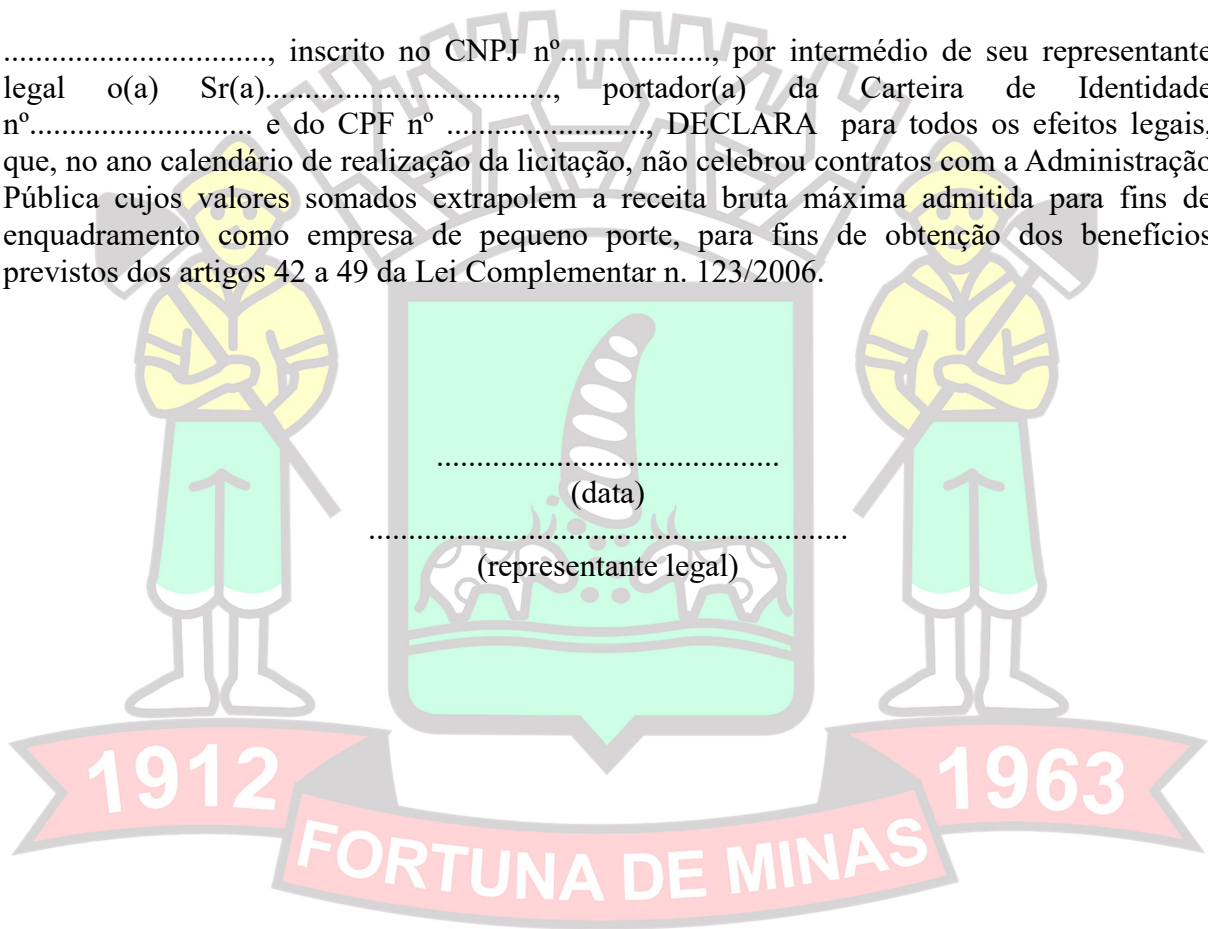 ................................., inscrito no CNPJ nº..................., por intermédio de seu representante
legal o(a) Sr(a)...................................., portador(a) da Carteira de Identidade
nº............................ e do CPF nº ........................., DECLARA para todos os efeitos legais,
que, no ano calendário de realização da licitação, não celebrou contratos com a Administração
Pública cujos valores somados extrapolem a receita bruta máxima admitida para fins de
enquadramento como empresa de pequeno porte, para fins de obtenção dos benefícios
previstos dos artigos 42 a 49 da Lei Complementar n. 123/2006.
...........................................
(data)
............................................................
(representante legal)
1912 1963
FORTUNA DE MINAS